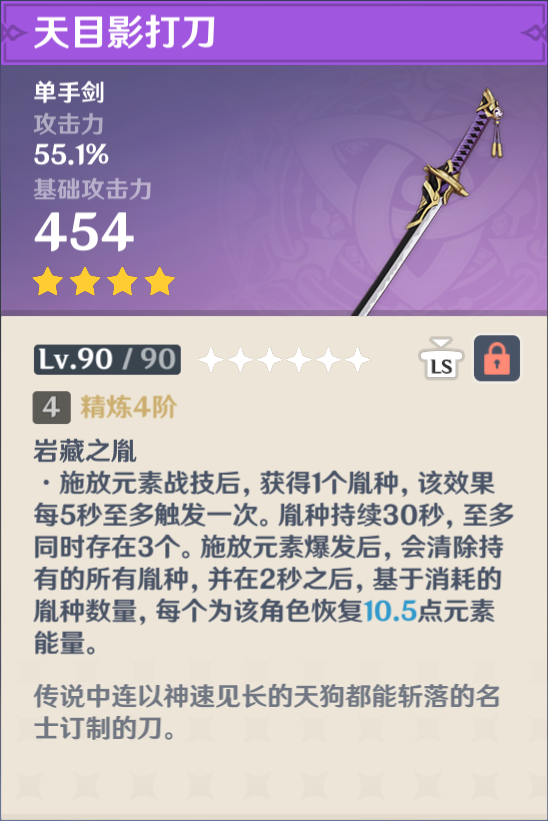 天目影打刀
单手剑
攻击力
55.1%
基础攻击力
454
Lv.90 / 90
LS
4 精炼4阶
岩藏之胤
·施放元素战技后，获得1个胤种，该效果
每5秒至多触发一次。胤种持续30秒，至多
同时存在3个。施放元素爆发后，会清除持
有的所有胤种，并在2秒之后，基于消耗的
胤种数量，每个为该角色恢复10.5点元素
能量。
传说中连以神速见长的天狗都能斩落的名
士订制的刀。